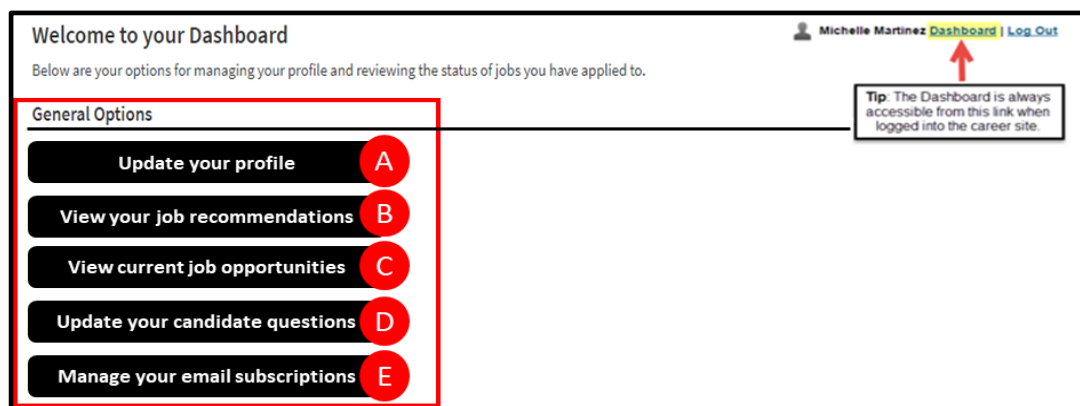 Welcome to your Dashboard
Michelle Martinez Dashboard | Log Out
Below are your options for managing your profile and reviewing the status of jobs you have applied to.
Tip: The Dashboard is always
accessible from this link when
logged into the career site.
General Options
Update your profile A
View your job recommendations B
View current job opportunities C
Update your candidate questions D
Manage your email subscriptions E